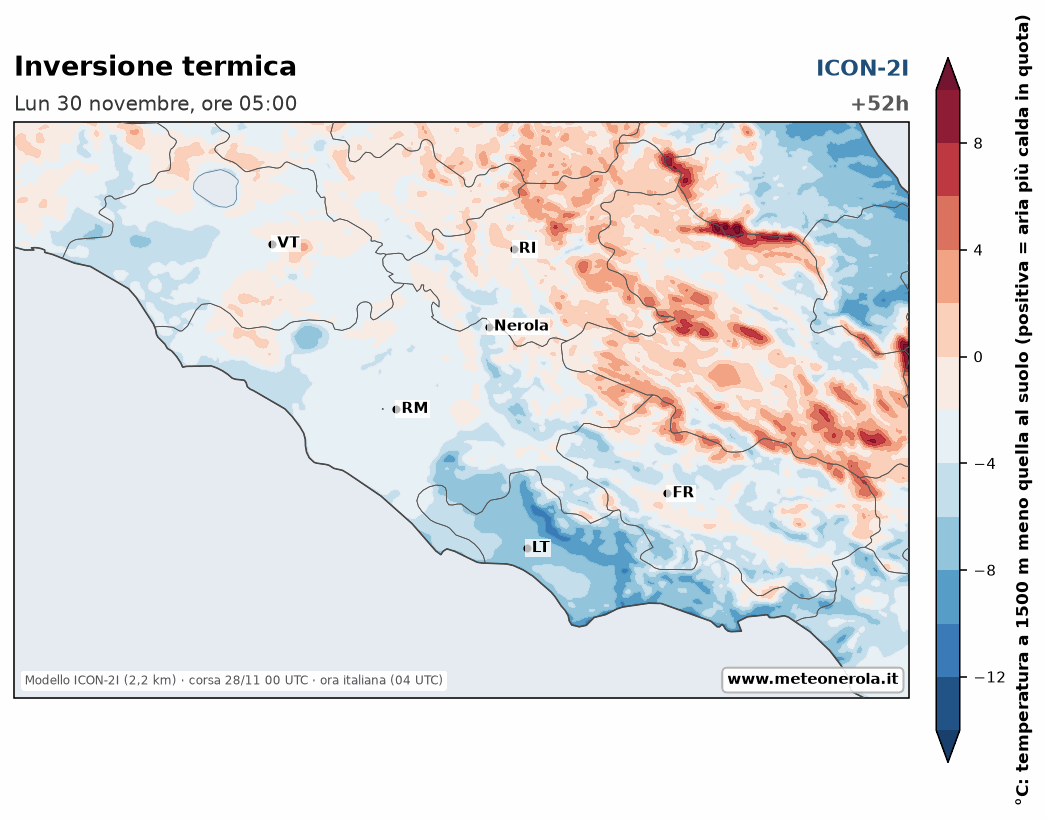 Inversione termica
ICON-2I
Lun 30 novembre, ore 05:00
+52h
VT
RI
Nerola
RM
FR
LT
Modello ICON-2I (2,2 km) · corsa 28/11 00 UTC · ora italiana (04 UTC)
www.meteonerola.it
8
4
0
−4
−8
−12
°C: temperatura a 1500 m meno quella al suolo (positiva = aria più calda in quota)